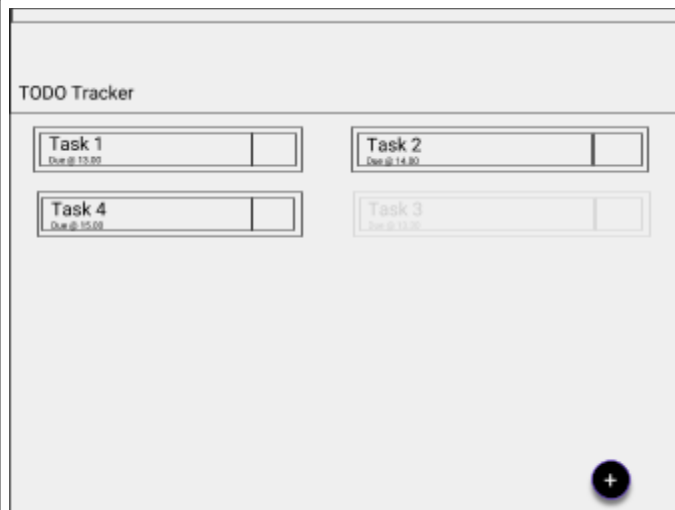 TODO Tracker
Task 1
Due @ 13.00
Task 2
Due @ 14.00
Task 4
Due @ 15.00
Task 3
+